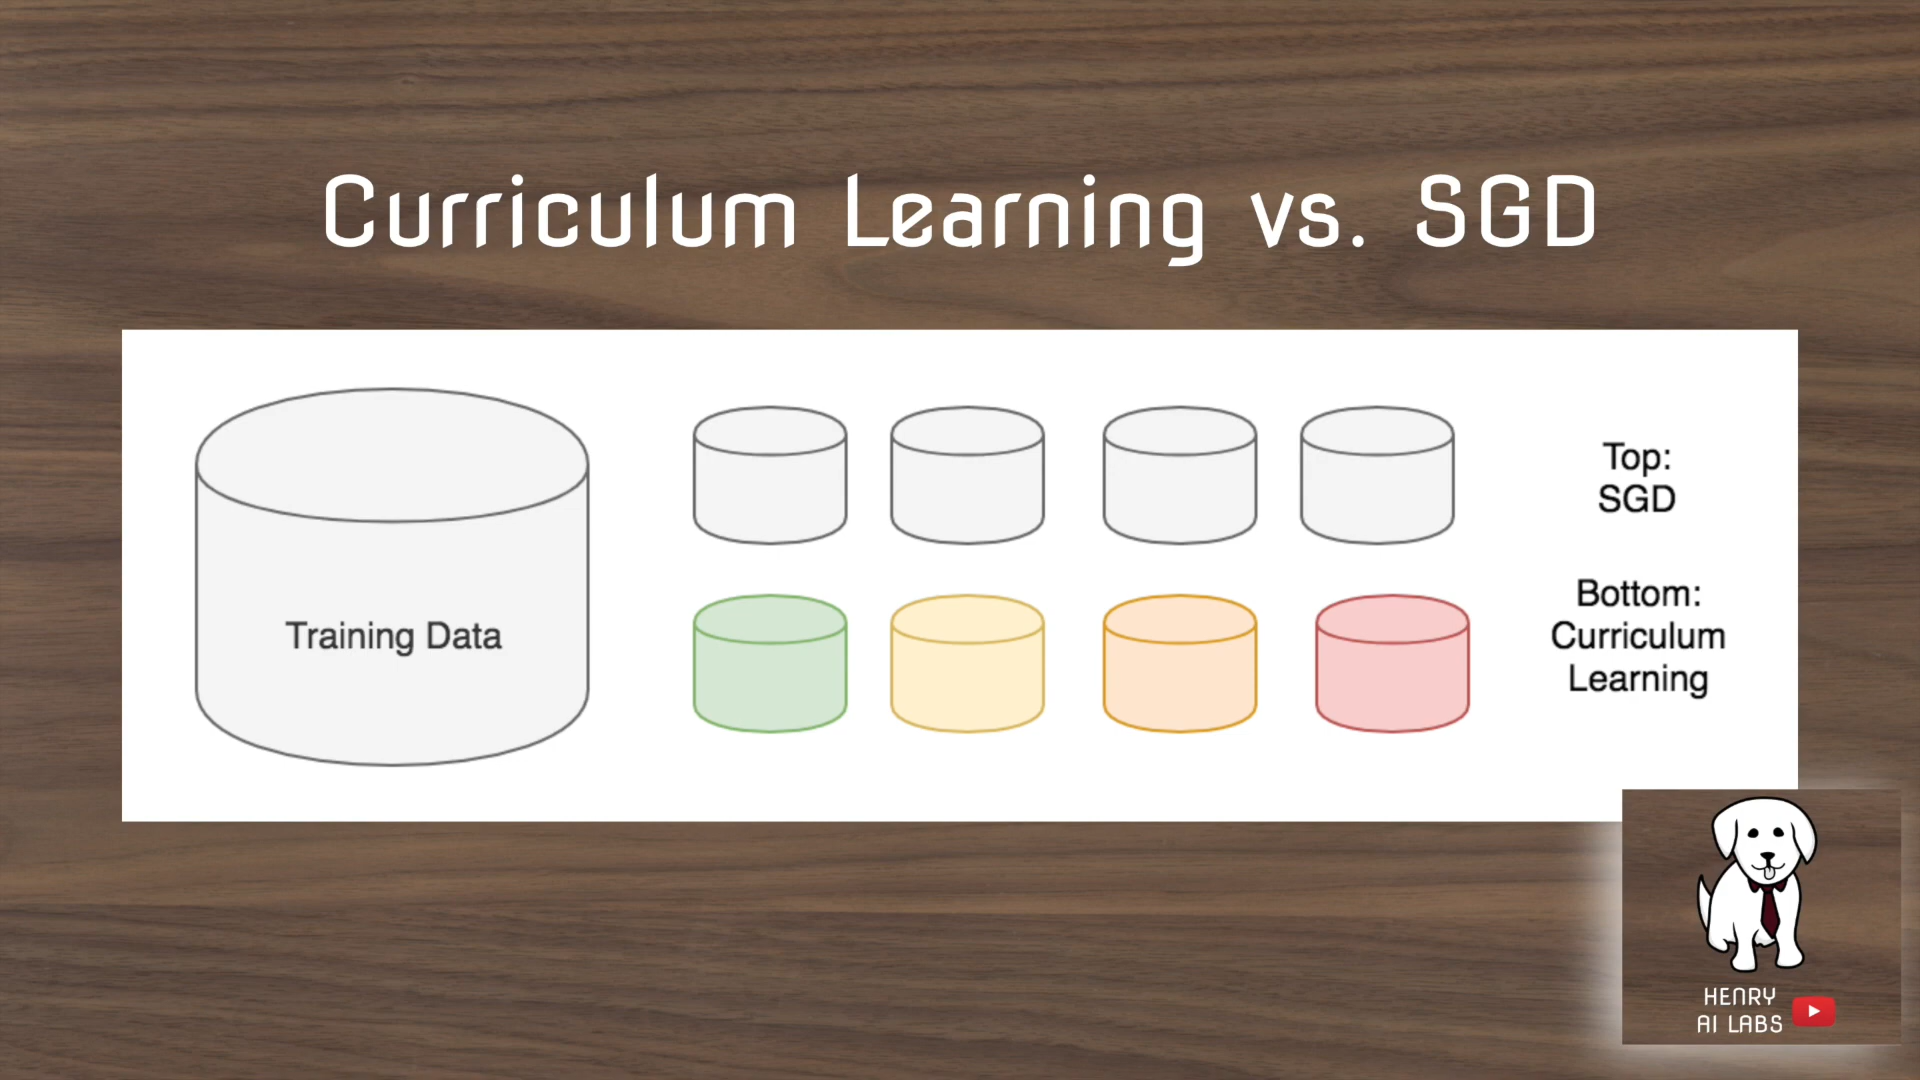 Curriculum Learning vs. SGD
Training Data
Top:
SGD
Bottom:
Curriculum
Learning
HENRY
AI LABS